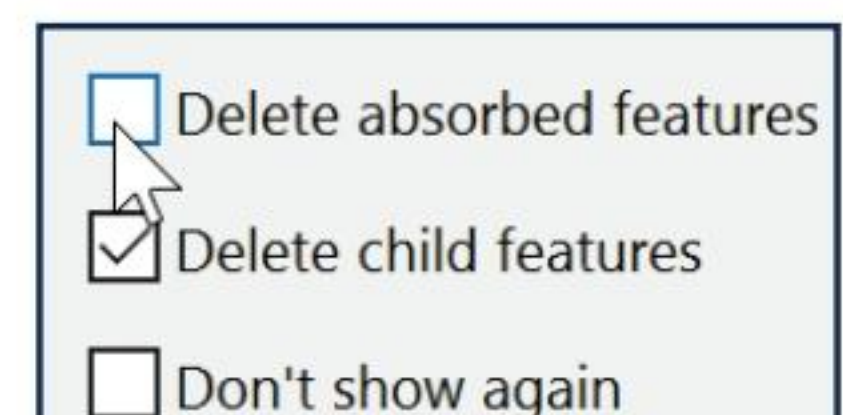 Delete absorbed features
Delete child features
Don't show again